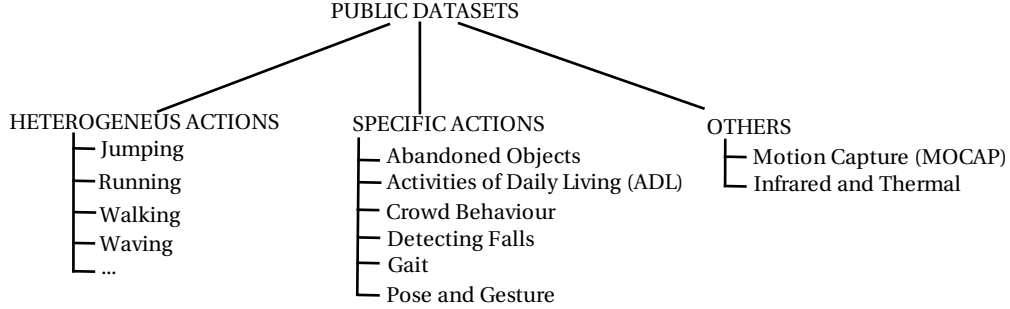 PUBLIC DATASETS
HETEROGENEUS ACTIONS
Jumping
Running
Walking
Waving
...
SPECIFIC ACTIONS
Abandoned Objects
Activities of Daily Living (ADL)
Crowd Behaviour
Detecting Falls
Gait
Pose and Gesture
OTHERS
Motion Capture (MOCAP)
Infrared and Thermal